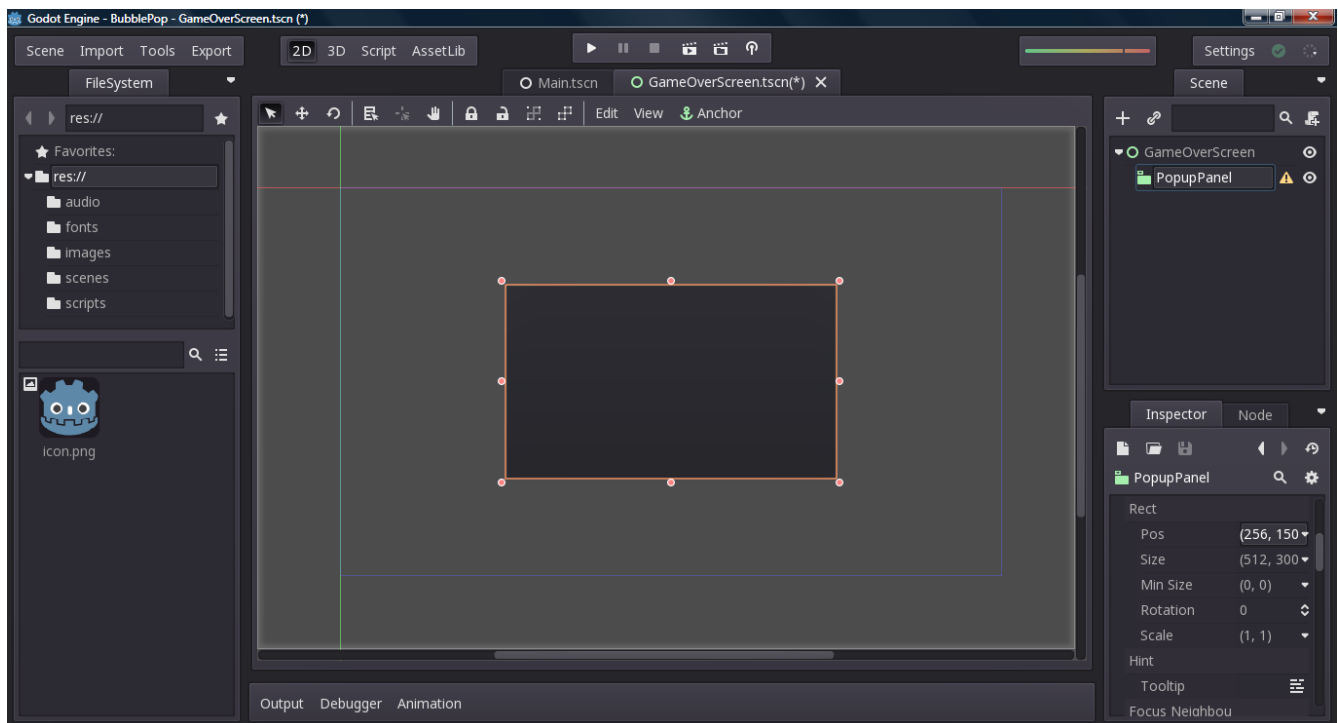 Godot Engine - BubblePop - GameOverScreen.tscn (*)
Scene Import Tools Export 2D 3D Script AssetLib Settings
FileSystem Main.tscn GameOverScreen.tscn(*) Scene
res:// Edit View Anchor
Favorites:
res://
audio
fonts
images
scenes
scripts
icon.png
GameOverScreen
PopupPanel
Inspector Node
PopupPanel
Rect
Pos (256, 150
Size (512, 300
Min Size (0, 0)
Rotation 0
Scale (1, 1)
Hint
Tooltip
Focus Neighbou
Output Debugger Animation